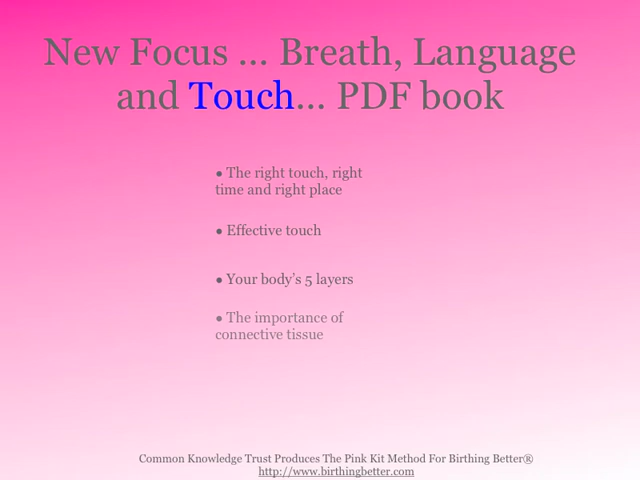 New Focus ... Breath, Language
and Touch... PDF book
• The right touch, right
time and right place
• Effective touch
• Your body's 5 layers
• The importance of
connective tissue
Common Knowledge Trust Produces The Pink Kit Method For Birthing Better®
http://www.birthingbetter.com